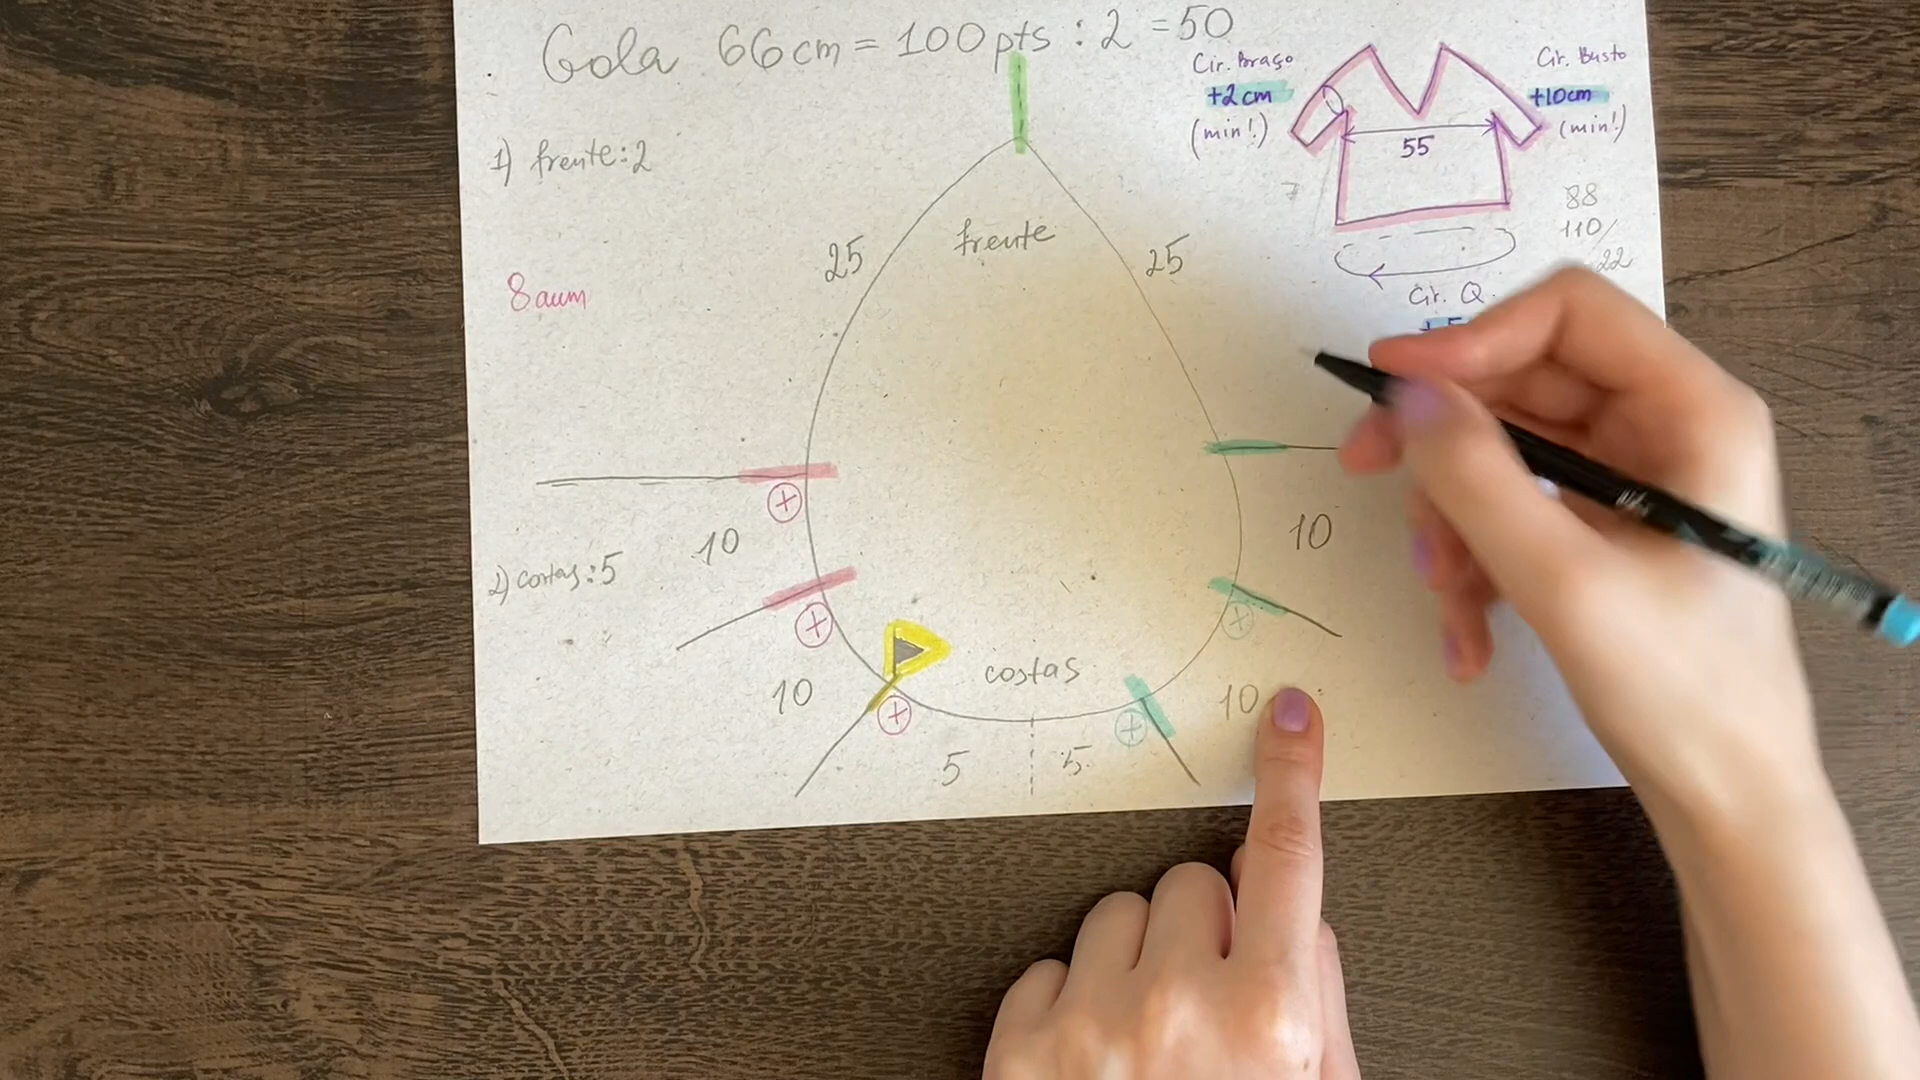 Gola 66cm = 100pts : 2 = 50
1) frente:2
8 aum
2) costas:5
frente
25
25
10
10
10
10
costas
5
5
Cir. Braço
+2cm
(min!)
Cir. Busto
+10cm
(min!)
55
88
110/
22
Cir. Q.